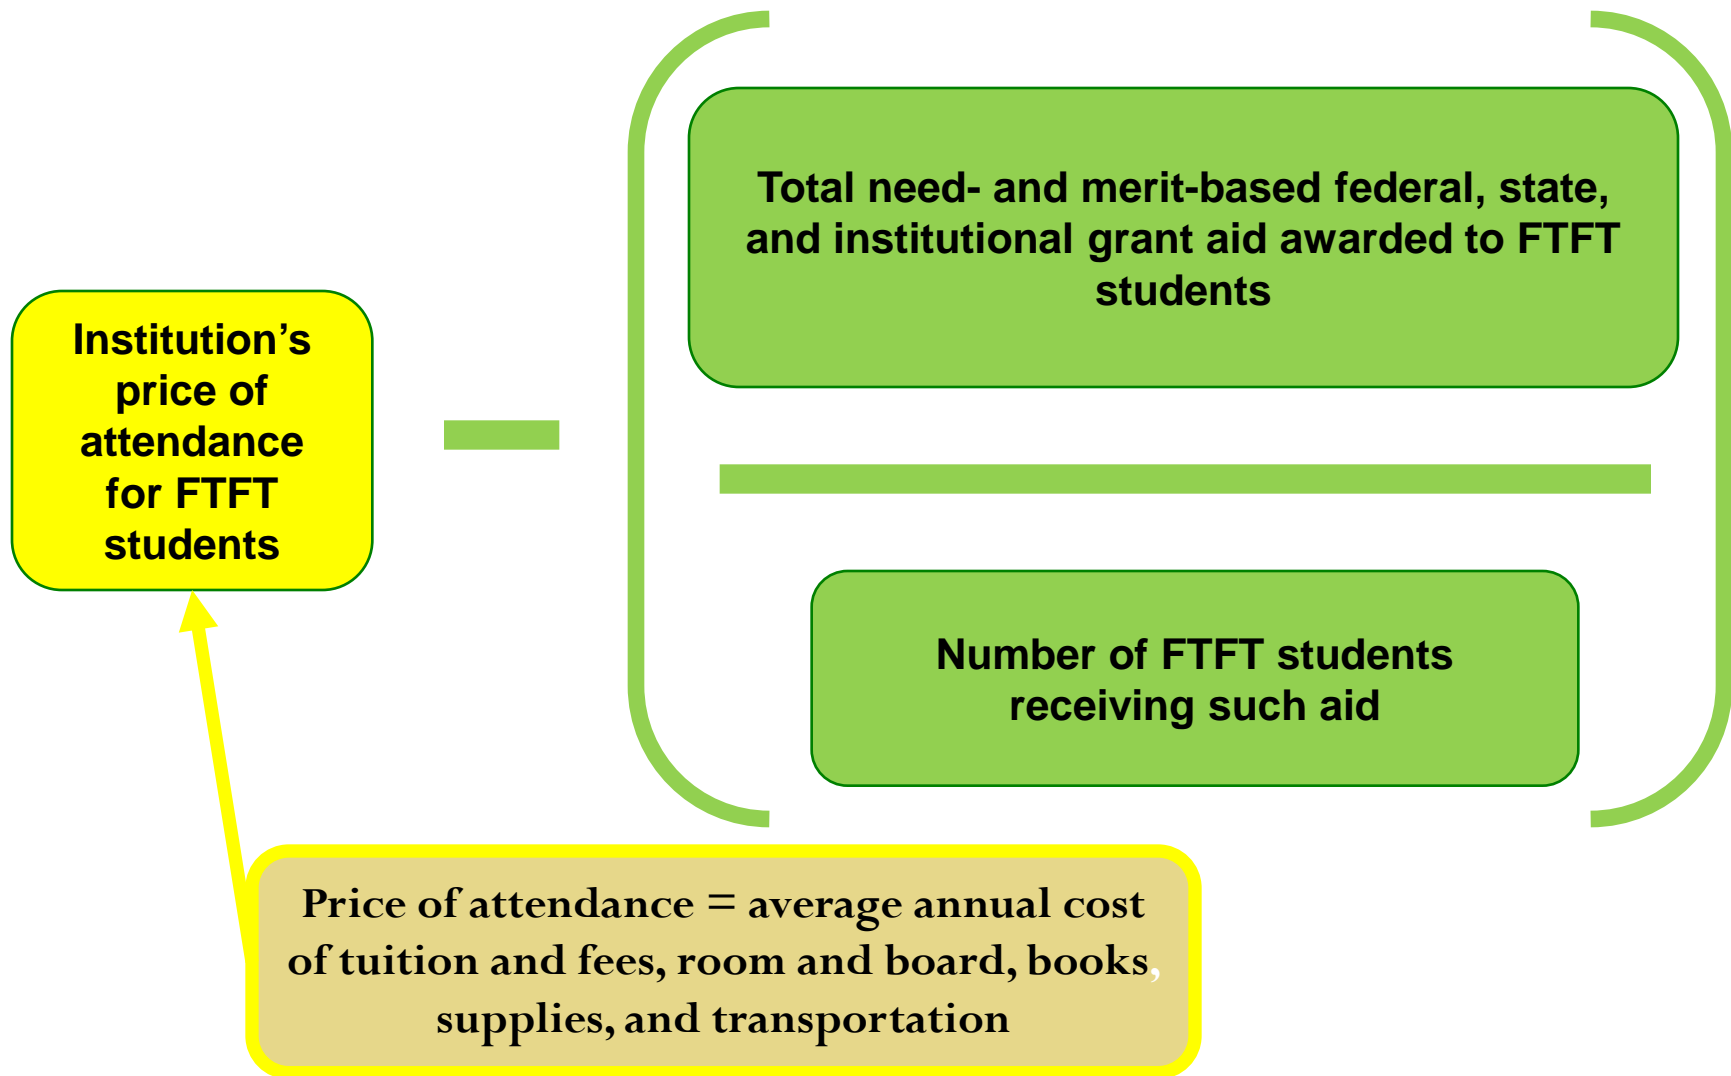 Total need- and merit-based federal, state,
and institutional grant aid awarded to FTFT
students
Institution’s
price of
attendance
for FTFT
students
Number of FTFT students
receiving such aid
Price of attendance = average annual cost
of tuition and fees, room and board, books,
supplies, and transportation